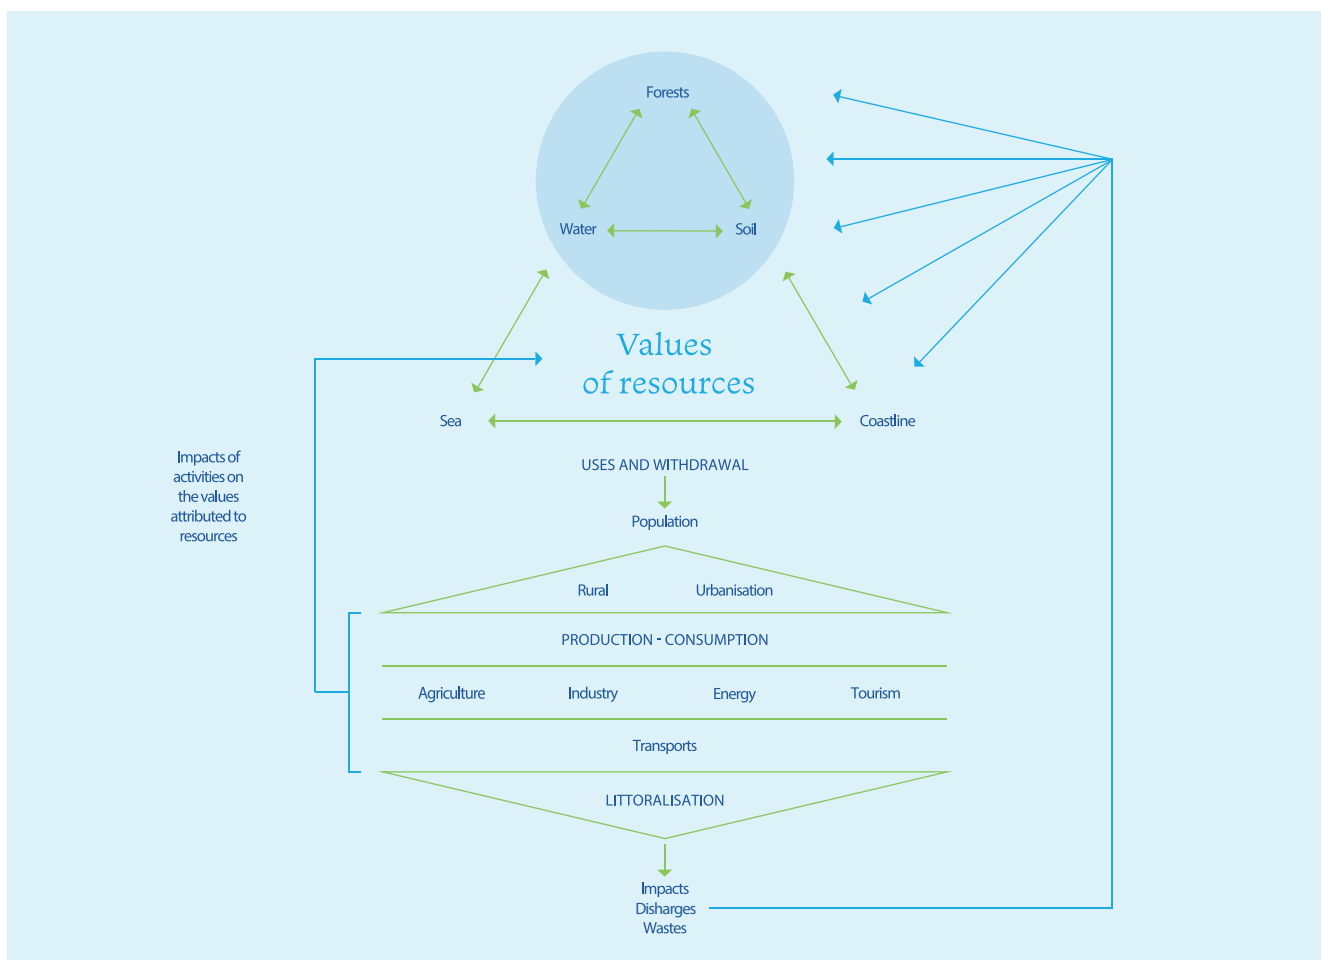 Forests
Water
Soil
Values
of resources
Sea
Coastline
Impacts of
activities on
the values
attributed to
resources
USES AND WITHDRAWAL
Population
Rural
Urbanisation
PRODUCTION - CONSUMPTION
Agriculture
Industry
Energy
Tourism
Transports
LITTORALISATION
Impacts
Disharges
Wastes